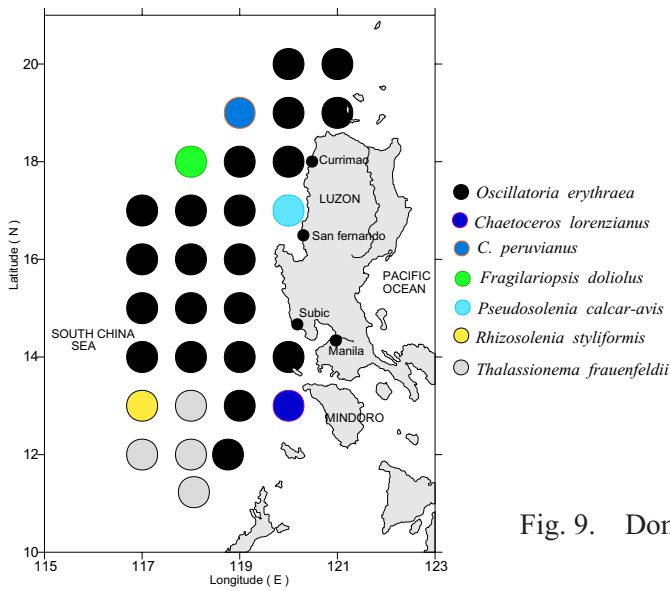 20
18
16
14
12
10
Latitude ( N )
115
117
119
121
123
Longitude ( E )
Currimao
LUZON
San fernando
PACIFIC
OCEAN
Subic
SOUTH CHINA
SEA
Manila
MINDORO
Oscillatoria erythraea
Chaetoceros lorenzianus
C. peruvianus
Fragilariopsis doliolus
Pseudosolenia calcar-avis
Rhizosolenia styliformis
Thalassionema frauenfeldii
Fig. 9. Don